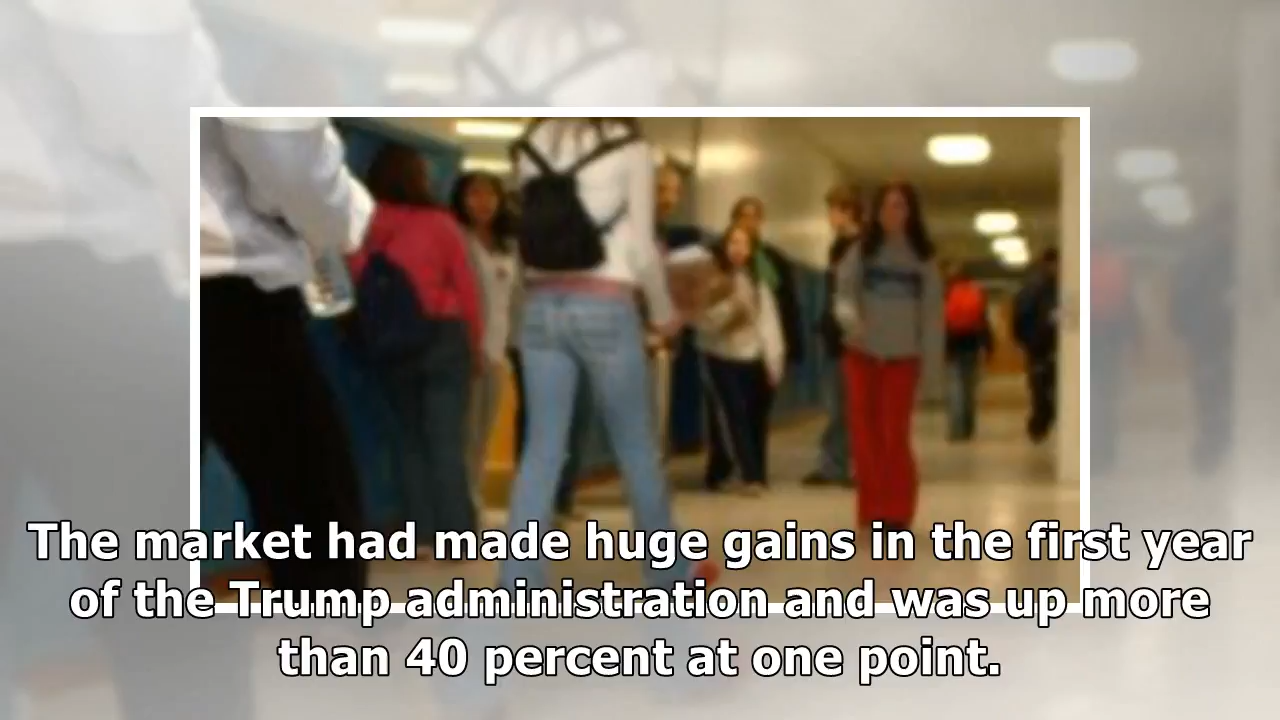 The market had made huge gains in the first year
of the Trump administration and was up more
than 40 percent at one point.